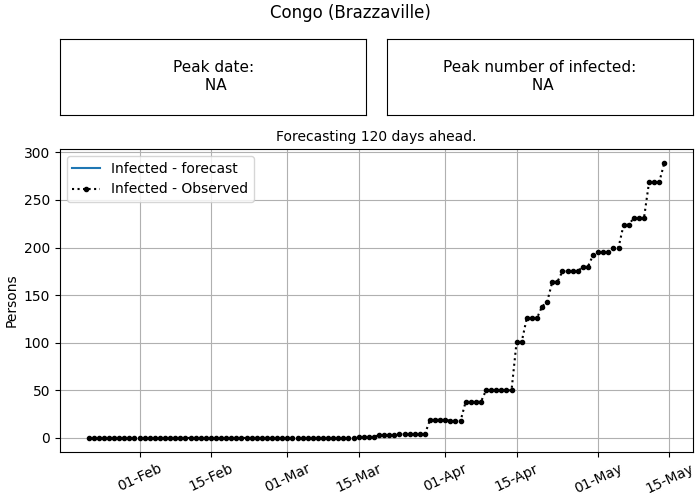 Congo (Brazzaville)
Peak date:
NA
Peak number of infected:
NA
Forecasting 120 days ahead.
Infected - forecast
Infected - Observed
Persons
300
250
200
150
100
50
0
01-Feb
15-Feb
01-Mar
15-Mar
01-Apr
15-Apr
01-May
15-May